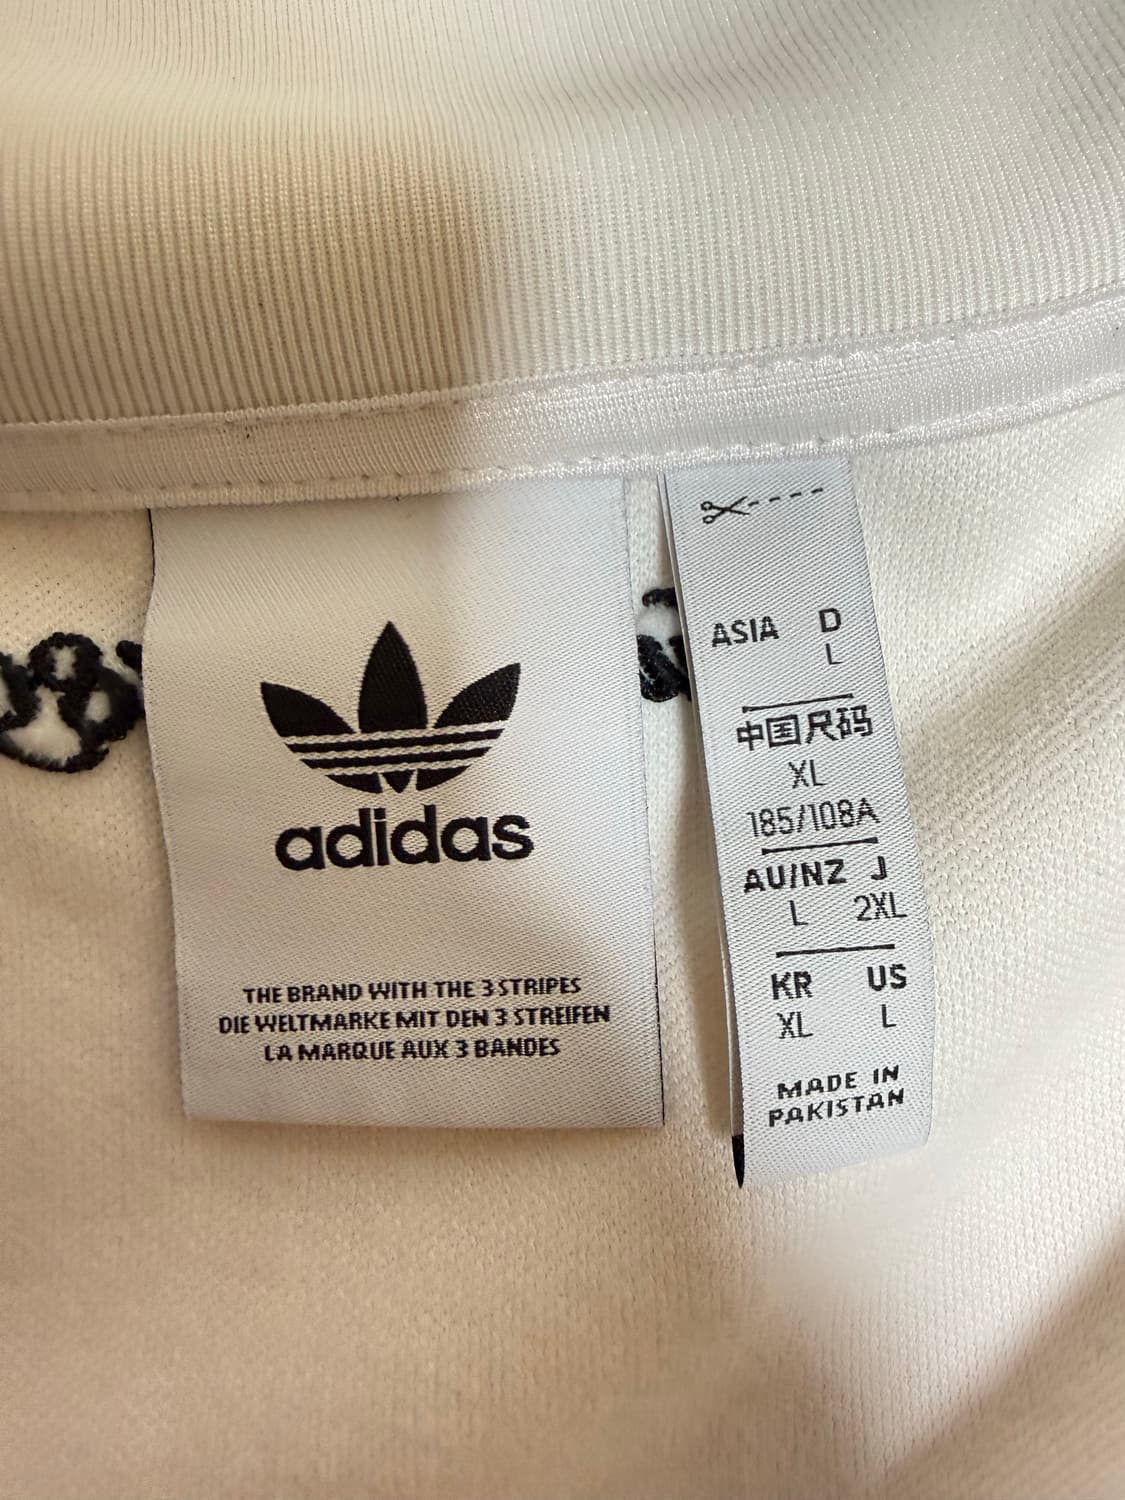 adidas
THE BRAND WITH THE 3 STRIPES
DIE WELTMARKE MIT DEN 3 STREIFEN
LA MARQUE AUX 3 BANDES
ASIA D
L
中国尺码
XL
185/108A
AU/NZ J
L 2XL
KR US
XL L
MADE IN
PAKISTAN